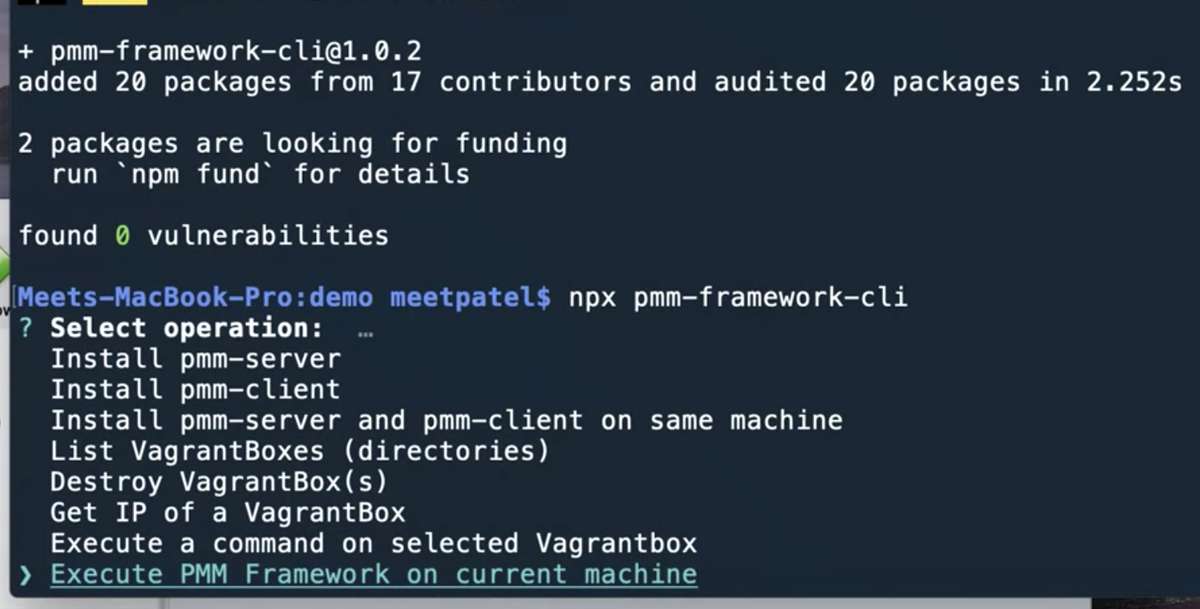 + pmm-framework-cli@1.0.2
added 20 packages from 17 contributors and audited 20 packages in 2.252s
2 packages are looking for funding
run `npm fund` for details
found 0 vulnerabilities
Meets-MacBook-Pro:demo meetpatel$ npx pmm-framework-cli
? Select operation: …
Install pmm-server
Install pmm-client
Install pmm-server and pmm-client on same machine
List VagrantBoxes (directories)
Destroy VagrantBox(s)
Get IP of a VagrantBox
Execute a command on selected Vagrantbox
❯ Execute PMM Framework on current machine